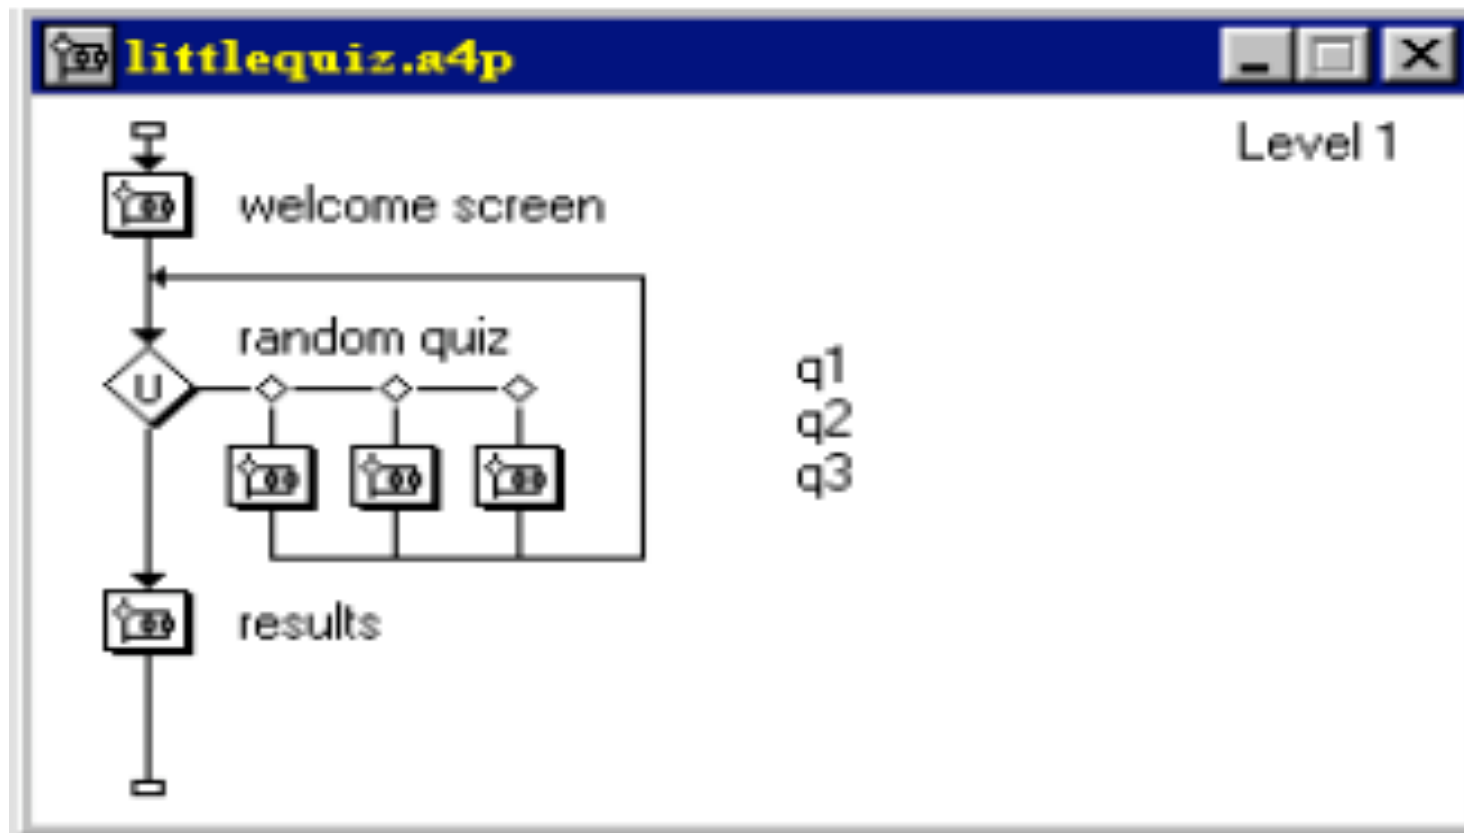 littlequiz.a4p
Level 1
welcome screen
random quiz
q1
U
q2
q3
results